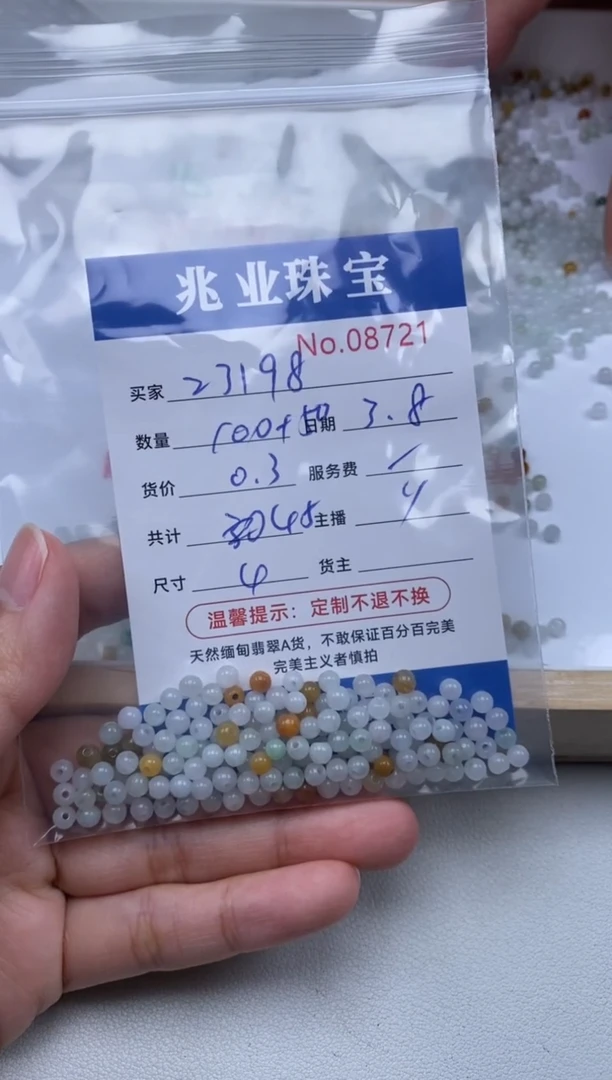 兆业珠宝
No.08721
买家 23198
数量 100+50 日期 3.8
货价 0.3 服务费
共计 45 主播
尺寸 4 货主
温馨提示：定制不退不换
天然缅甸翡翠A货，不敢保证百分百完美
完美主义者慎拍